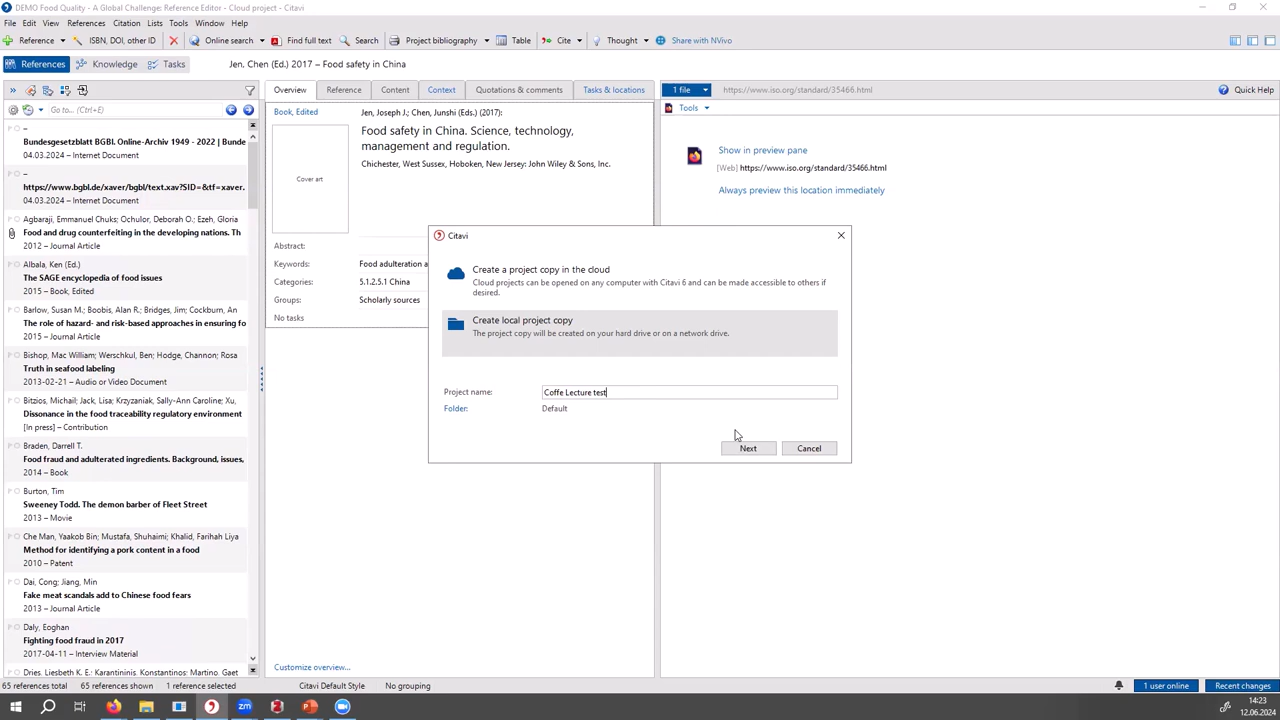 DEMO Food Quality - A Global Challenge: Reference Editor - Cloud project - Citavi
File Edit View References Citation Lists Tools Window Help
Reference ISBN, DOI, other ID Online search Find full text Search Project bibliography Table Cite Thought Share with NVivo
References Knowledge Tasks Jen, Chen (Ed.) 2017 – Food safety in China
Overview Reference Content Context Quotations & comments Tasks & locations 1 file https://www.iso.org/standard/35466.html Quick Help
Go to... (Ctrl+E)
Tools
–
Bundesgesetzblatt BGBl. Online-Archiv 1949 - 2022 | Bunde
04.03.2024 – Internet Document
–
https://www.bgbl.de/xaver/bgbl/text.xav?SID=&tf=xaver.
04.03.2024 – Internet Document
Agbaraji, Emmanuel Chuks; Ochulor, Deborah O.; Ezeh, Gloria
Food and drug counterfeiting in the developing nations. Th
2012 – Journal Article
Albala, Ken (Ed.)
The SAGE encyclopedia of food issues
2015 – Book, Edited
Barlow, Susan M.; Boobis, Alan R.; Bridges, Jim; Cockburn, An
The role of hazard- and risk-based approaches in ensuring fo
2015 – Journal Article
Bishop, Mac William; Werschkul, Ben; Hodge, Channon; Rosa
Truth in seafood labeling
2013-02-21 – Audio or Video Document
Bitzios, Michail; Jack, Lisa; Krzyzaniak, Sally-Ann Caroline; Xu,
Dissonance in the food traceability regulatory environment
[In press] – Contribution
Braden, Darrell T.
Food fraud and adulterated ingredients. Background, issues,
2014 – Book
Burton, Tim
Sweeney Todd. The demon barber of Fleet Street
2013 – Movie
Che Man, Yaakob Bin; Mustafa, Shuhaimi; Khalid, Farihah Liya
Method for identifying a pork content in a food
2010 – Patent
Dai, Cong; Jiang, Min
Fake meat scandals add to Chinese food fears
2013 – Journal Article
Daly, Eoghan
Fighting food fraud in 2017
2017-04-11 – Interview Material
Dries, Liesbeth K. E.; Karantininis, Konstantinos; Martino, Gaet
Book, Edited
Jen, Joseph J.; Chen, Junshi (Eds.) (2017):
Food safety in China. Science, technology,
management and regulation.
Chichester, West Sussex, Hoboken, New Jersey: John Wiley & Sons, Inc.
Cover art
Abstract:
Keywords: Food adulteration a
Categories: 5.1.2.5.1 China
Groups: Scholarly sources
No tasks
Customize overview...
Show in preview pane
[Web] https://www.iso.org/standard/35466.html
Always preview this location immediately
Citavi
Create a project copy in the cloud
Cloud projects can be opened on any computer with Citavi 6 and can be made accessible to others if
desired.
Create local project copy
The project copy will be created on your hard drive or on a network drive.
Project name: Coffe Lecture test
Folder: Default
Next Cancel
65 references total 65 references shown 1 reference selected Citavi Default Style No grouping 1 user online Recent changes
14:23
12.06.2024